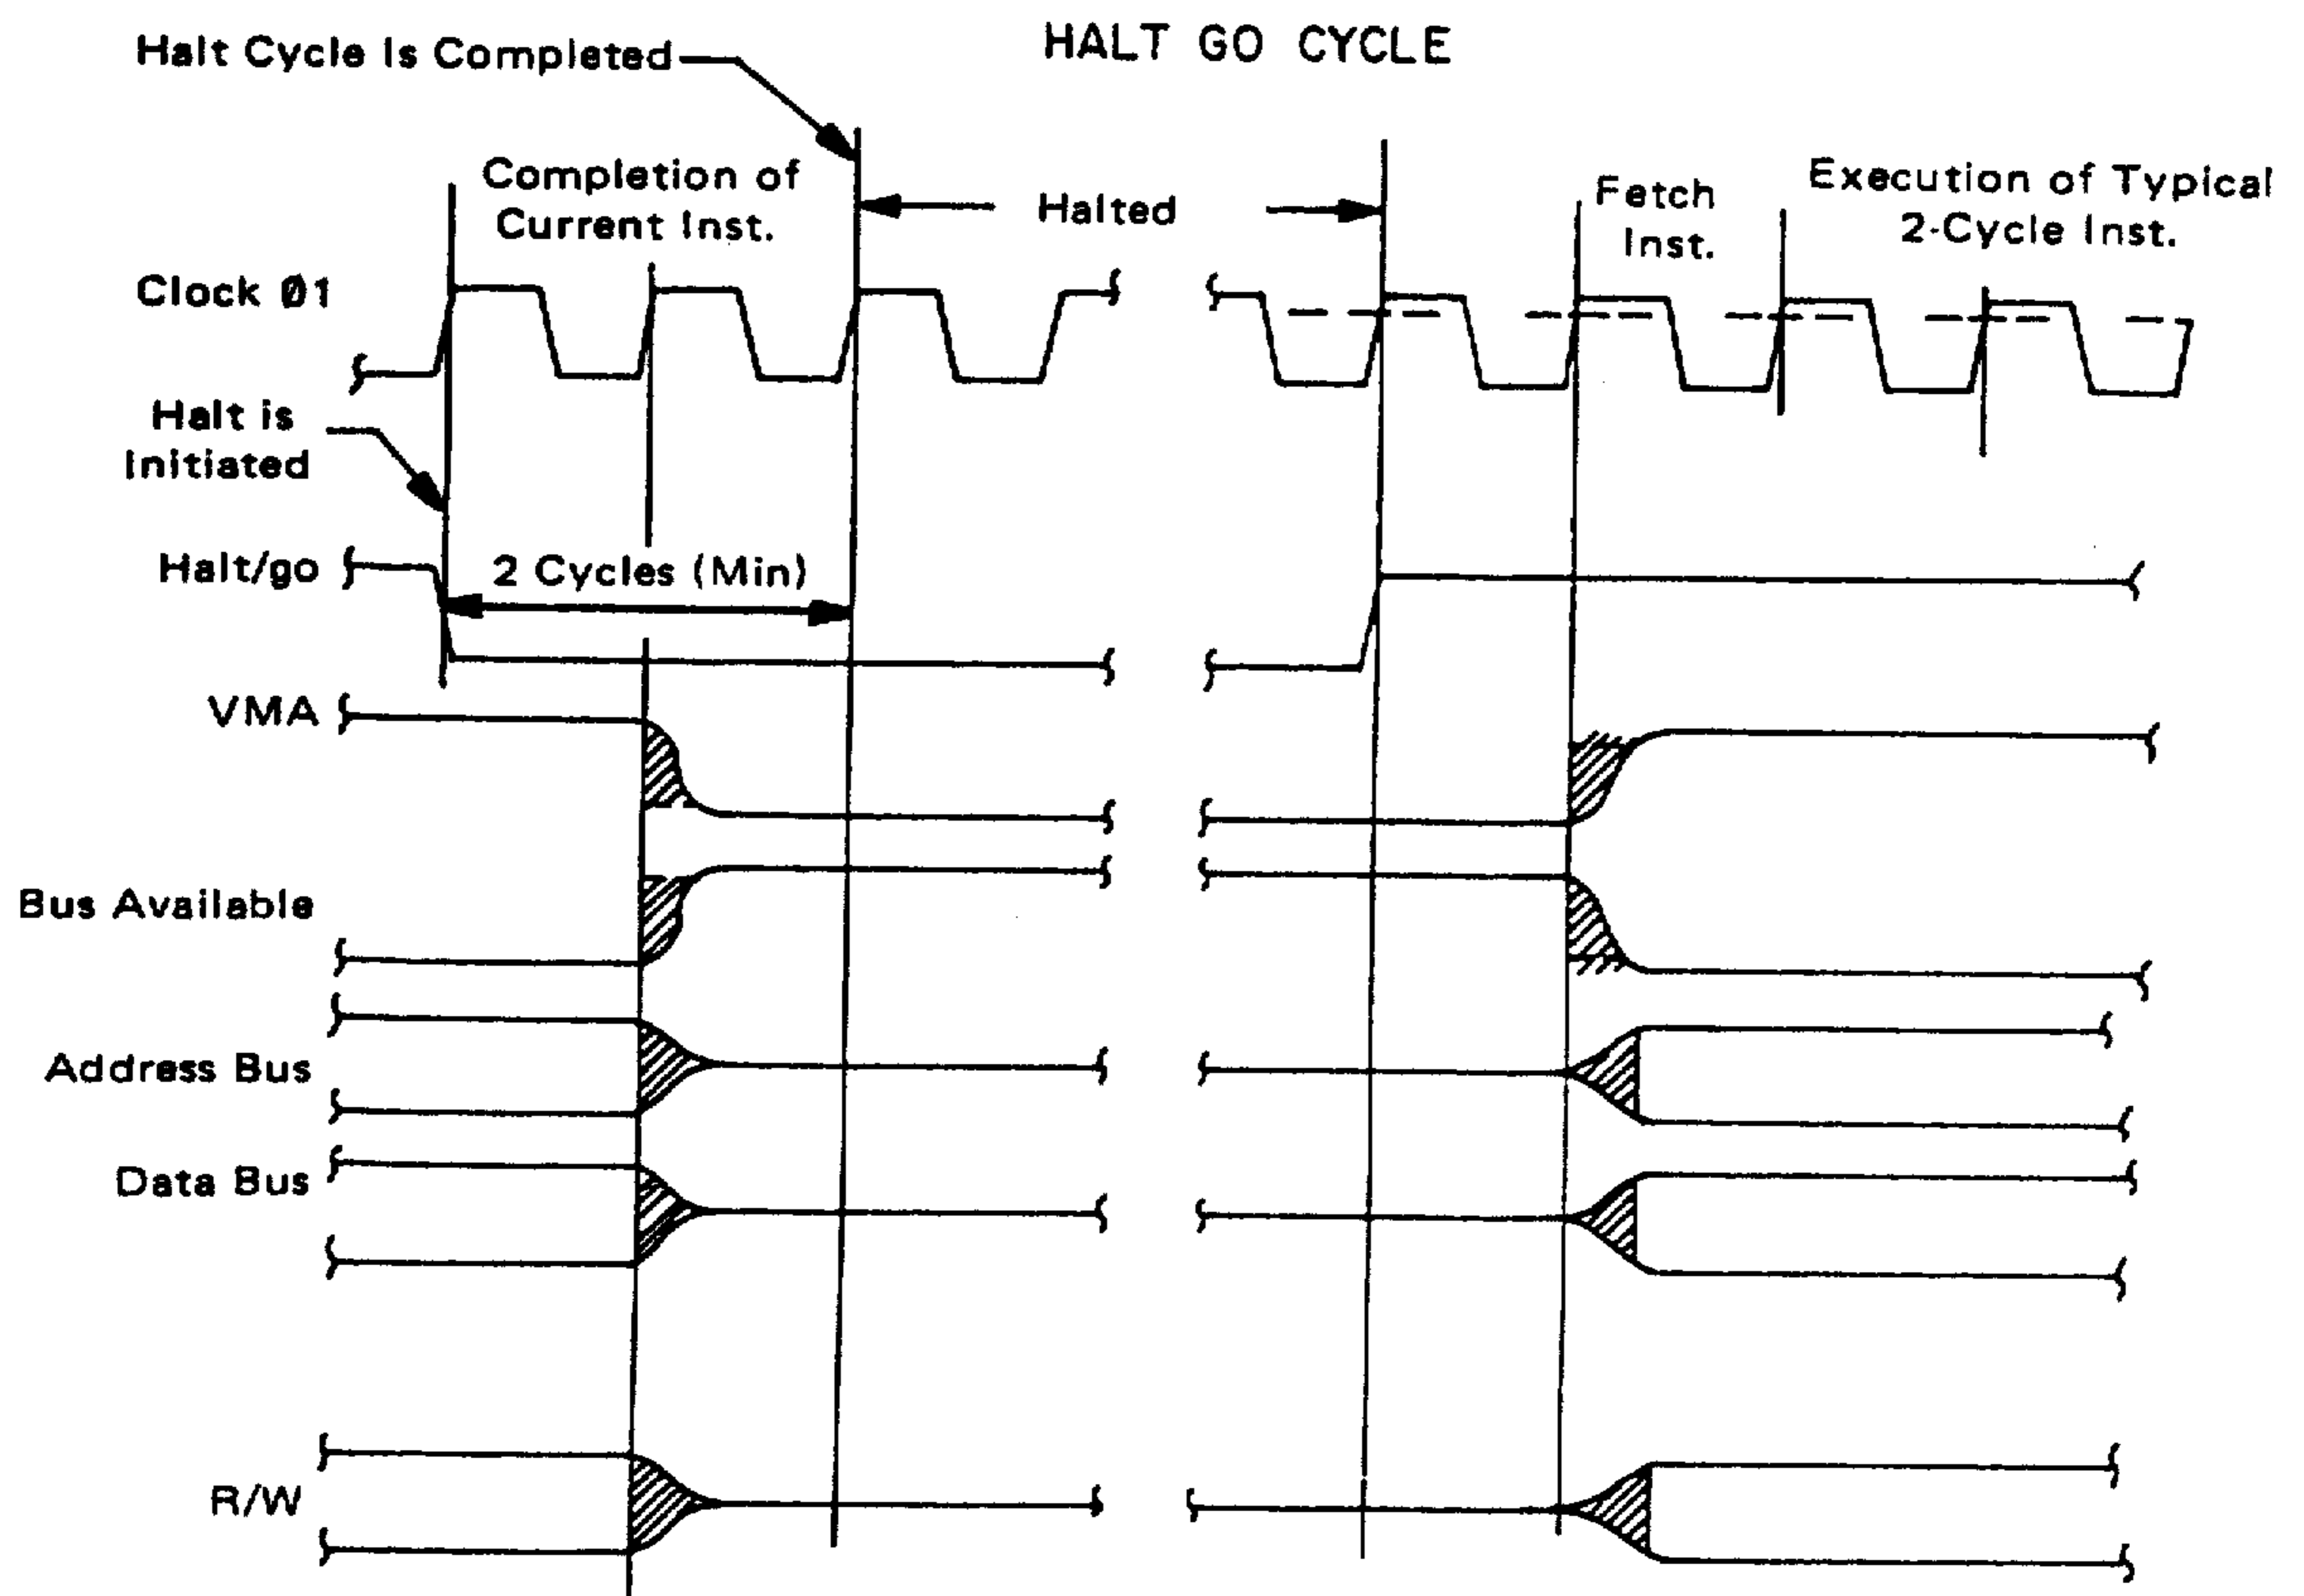 HALT GO CYCLE
Halt Cycle Is Completed
Completion of
Current Inst.
Halted
Fetch
Inst.
Execution of Typical
2-Cycle Inst.
Clock Ø1
Halt is
Initiated
Halt/go
2 Cycles (Min)
VMA
Bus Available
Address Bus
Data Bus
R/W